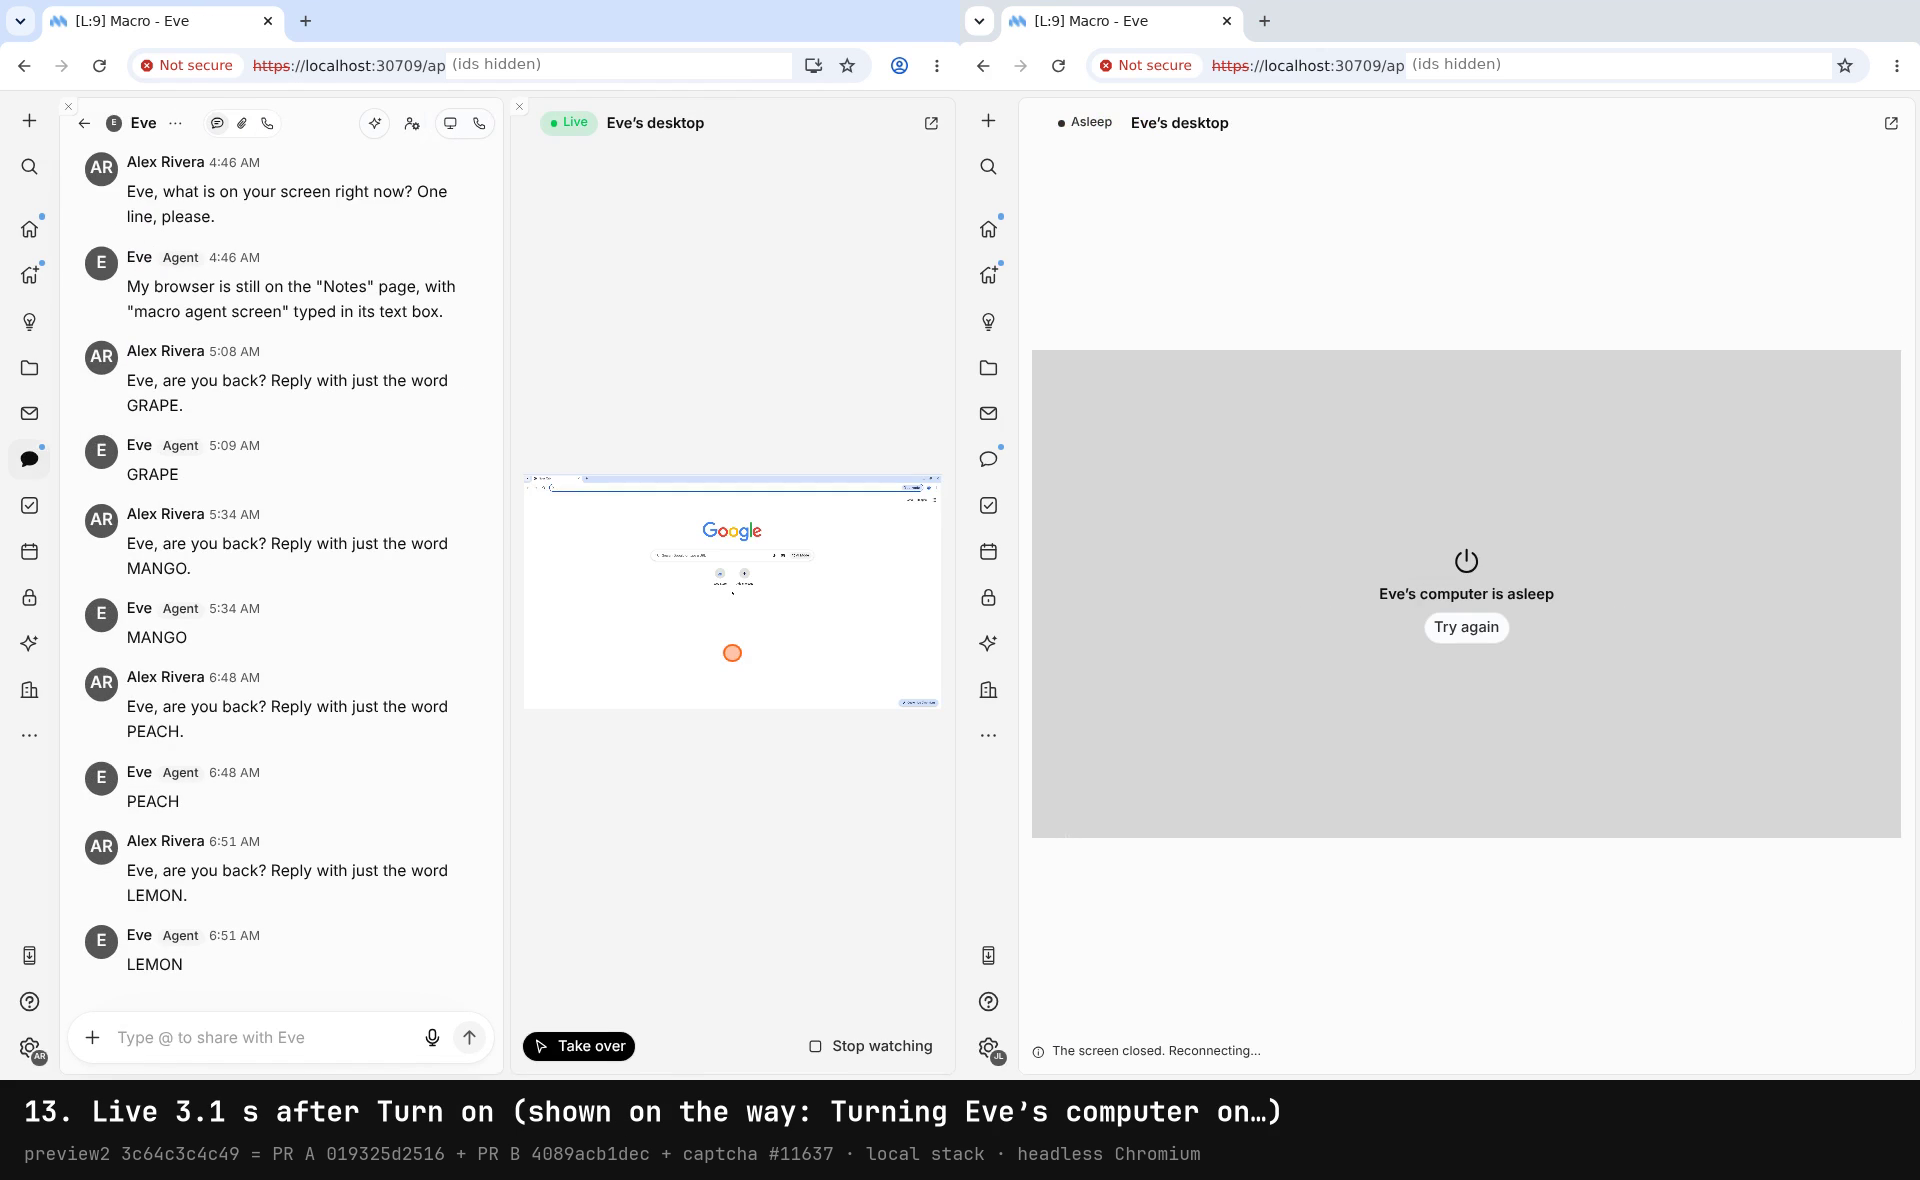 [L:9] Macro - Eve
Not secure https://localhost:30709/ap (ids hidden)
E Eve
AR Alex Rivera 4:46 AM
Eve, what is on your screen right now? One
line, please.
E Eve Agent 4:46 AM
My browser is still on the "Notes" page, with
"macro agent screen" typed in its text box.
AR Alex Rivera 5:08 AM
Eve, are you back? Reply with just the word
GRAPE.
E Eve Agent 5:09 AM
GRAPE
AR Alex Rivera 5:34 AM
Eve, are you back? Reply with just the word
MANGO.
E Eve Agent 5:34 AM
MANGO
AR Alex Rivera 6:48 AM
Eve, are you back? Reply with just the word
PEACH.
E Eve Agent 6:48 AM
PEACH
AR Alex Rivera 6:51 AM
Eve, are you back? Reply with just the word
LEMON.
E Eve Agent 6:51 AM
LEMON
Type @ to share with Eve
AR
Live Eve’s desktop
Google
Take over Stop watching
[L:9] Macro - Eve
Not secure https://localhost:30709/ap (ids hidden)
Asleep Eve’s desktop
Eve’s computer is asleep
Try again
The screen closed. Reconnecting...
JL
13. Live 3.1 s after Turn on (shown on the way: Turning Eve’s computer on…)
preview2 3c64c3c4c49 = PR A 019325d2516 + PR B 4089acb1dec + captcha #11637 · local stack · headless Chromium